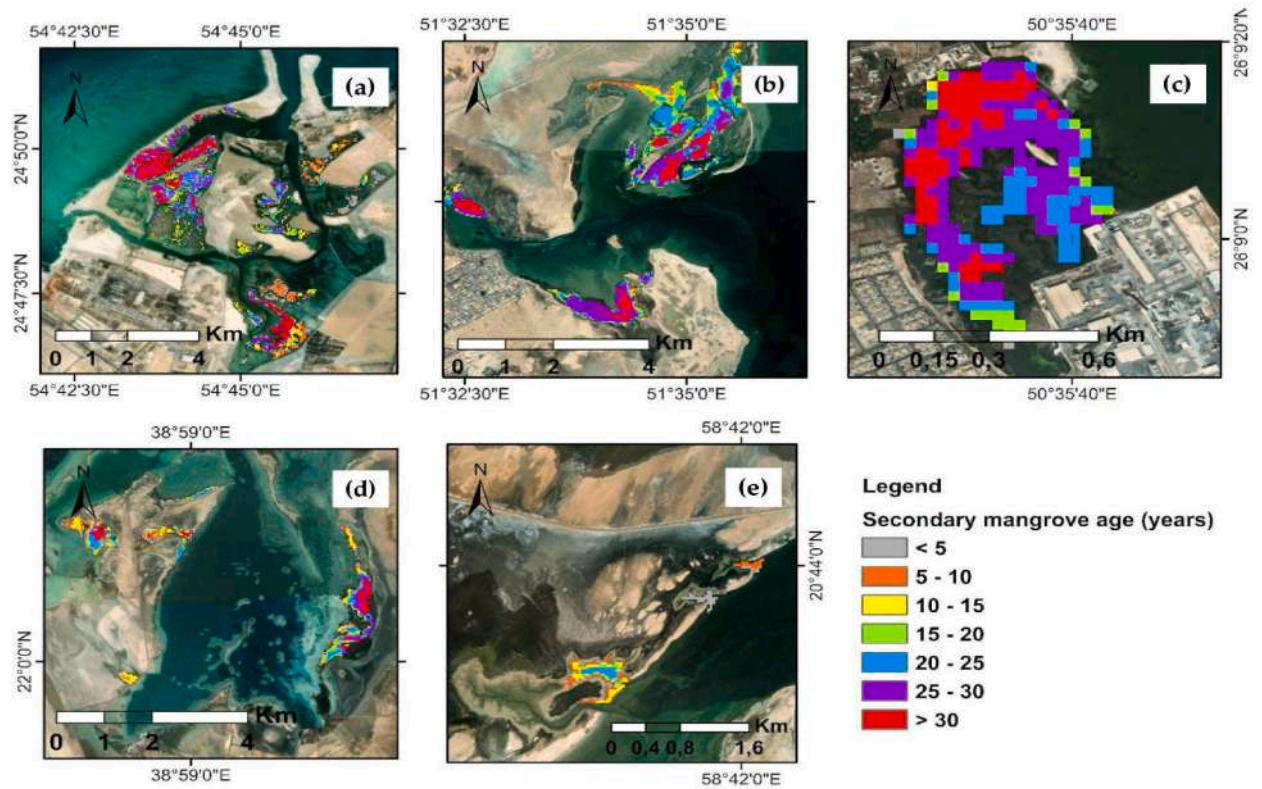 54°42'30"E 54°45'0"E
24°50'0"N
24°47'30"N
N
(a)
Km
0 1 2 4
54°42'30"E 54°45'0"E
51°32'30"E 51°35'0"E
N
(b)
Km
0 1 2 4
51°32'30"E 51°35'0"E
50°35'40"E
26°9'20"N
26°9'0"N
N
(c)
Km
0 0,15 0,3 0,6
50°35'40"E
38°59'0"E
22°0'0"N
N
(d)
Km
0 1 2 4
38°59'0"E
58°42'0"E
20°44'0"N
N
(e)
Km
0 0,4 0,8 1,6
58°42'0"E
Legend
Secondary mangrove age (years)
< 5
5 - 10
10 - 15
15 - 20
20 - 25
25 - 30
> 30